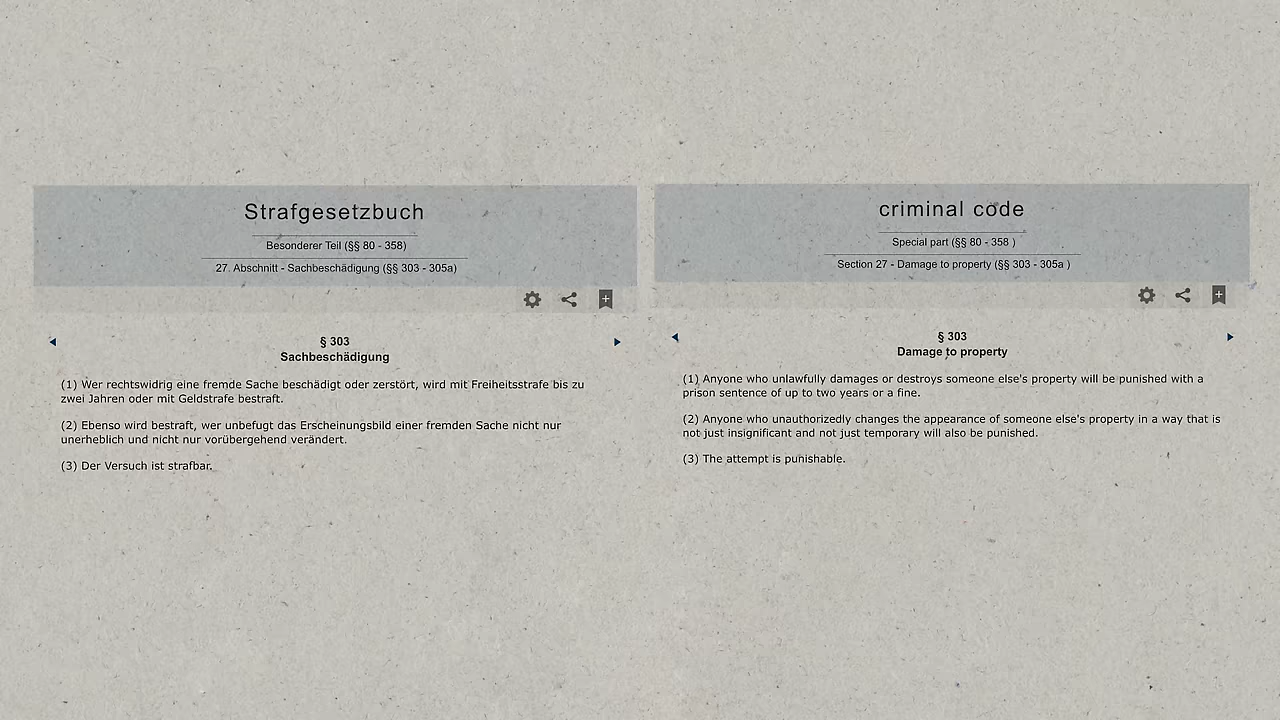 Strafgesetzbuch
Besonderer Teil (§§ 80 - 358)
27. Abschnitt - Sachbeschädigung (§§ 303 - 305a)
§ 303
Sachbeschädigung
(1) Wer rechtswidrig eine fremde Sache beschädigt oder zerstört, wird mit Freiheitsstrafe bis zu
zwei Jahren oder mit Geldstrafe bestraft.
(2) Ebenso wird bestraft, wer unbefugt das Erscheinungsbild einer fremden Sache nicht nur
unerheblich und nicht nur vorübergehend verändert.
(3) Der Versuch ist strafbar.
criminal code
Special part (§§ 80 - 358 )
Section 27 - Damage to property (§§ 303 - 305a )
§ 303
Damage to property
(1) Anyone who unlawfully damages or destroys someone else's property will be punished with a
prison sentence of up to two years or a fine.
(2) Anyone who unauthorizedly changes the appearance of someone else's property in a way that is
not just insignificant and not just temporary will also be punished.
(3) The attempt is punishable.